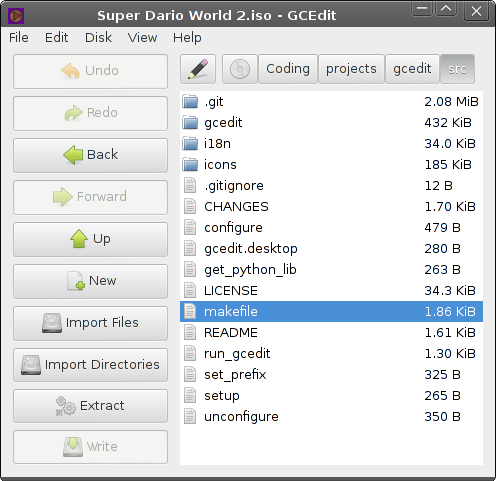 Super Dario World 2.iso - GCEdit
File Edit Disk View Help
Undo
Redo
Back
Forward
Up
New
Import Files
Import Directories
Extract
Write
Coding projects gcedit src
.git 2.08 MiB
gcedit 432 KiB
i18n 34.0 KiB
icons 185 KiB
.gitignore 12 B
CHANGES 1.70 KiB
configure 479 B
gcedit.desktop 280 B
get_python_lib 263 B
LICENSE 34.3 KiB
makefile 1.86 KiB
README 1.61 KiB
run_gcedit 1.30 KiB
set_prefix 325 B
setup 265 B
unconfigure 350 B